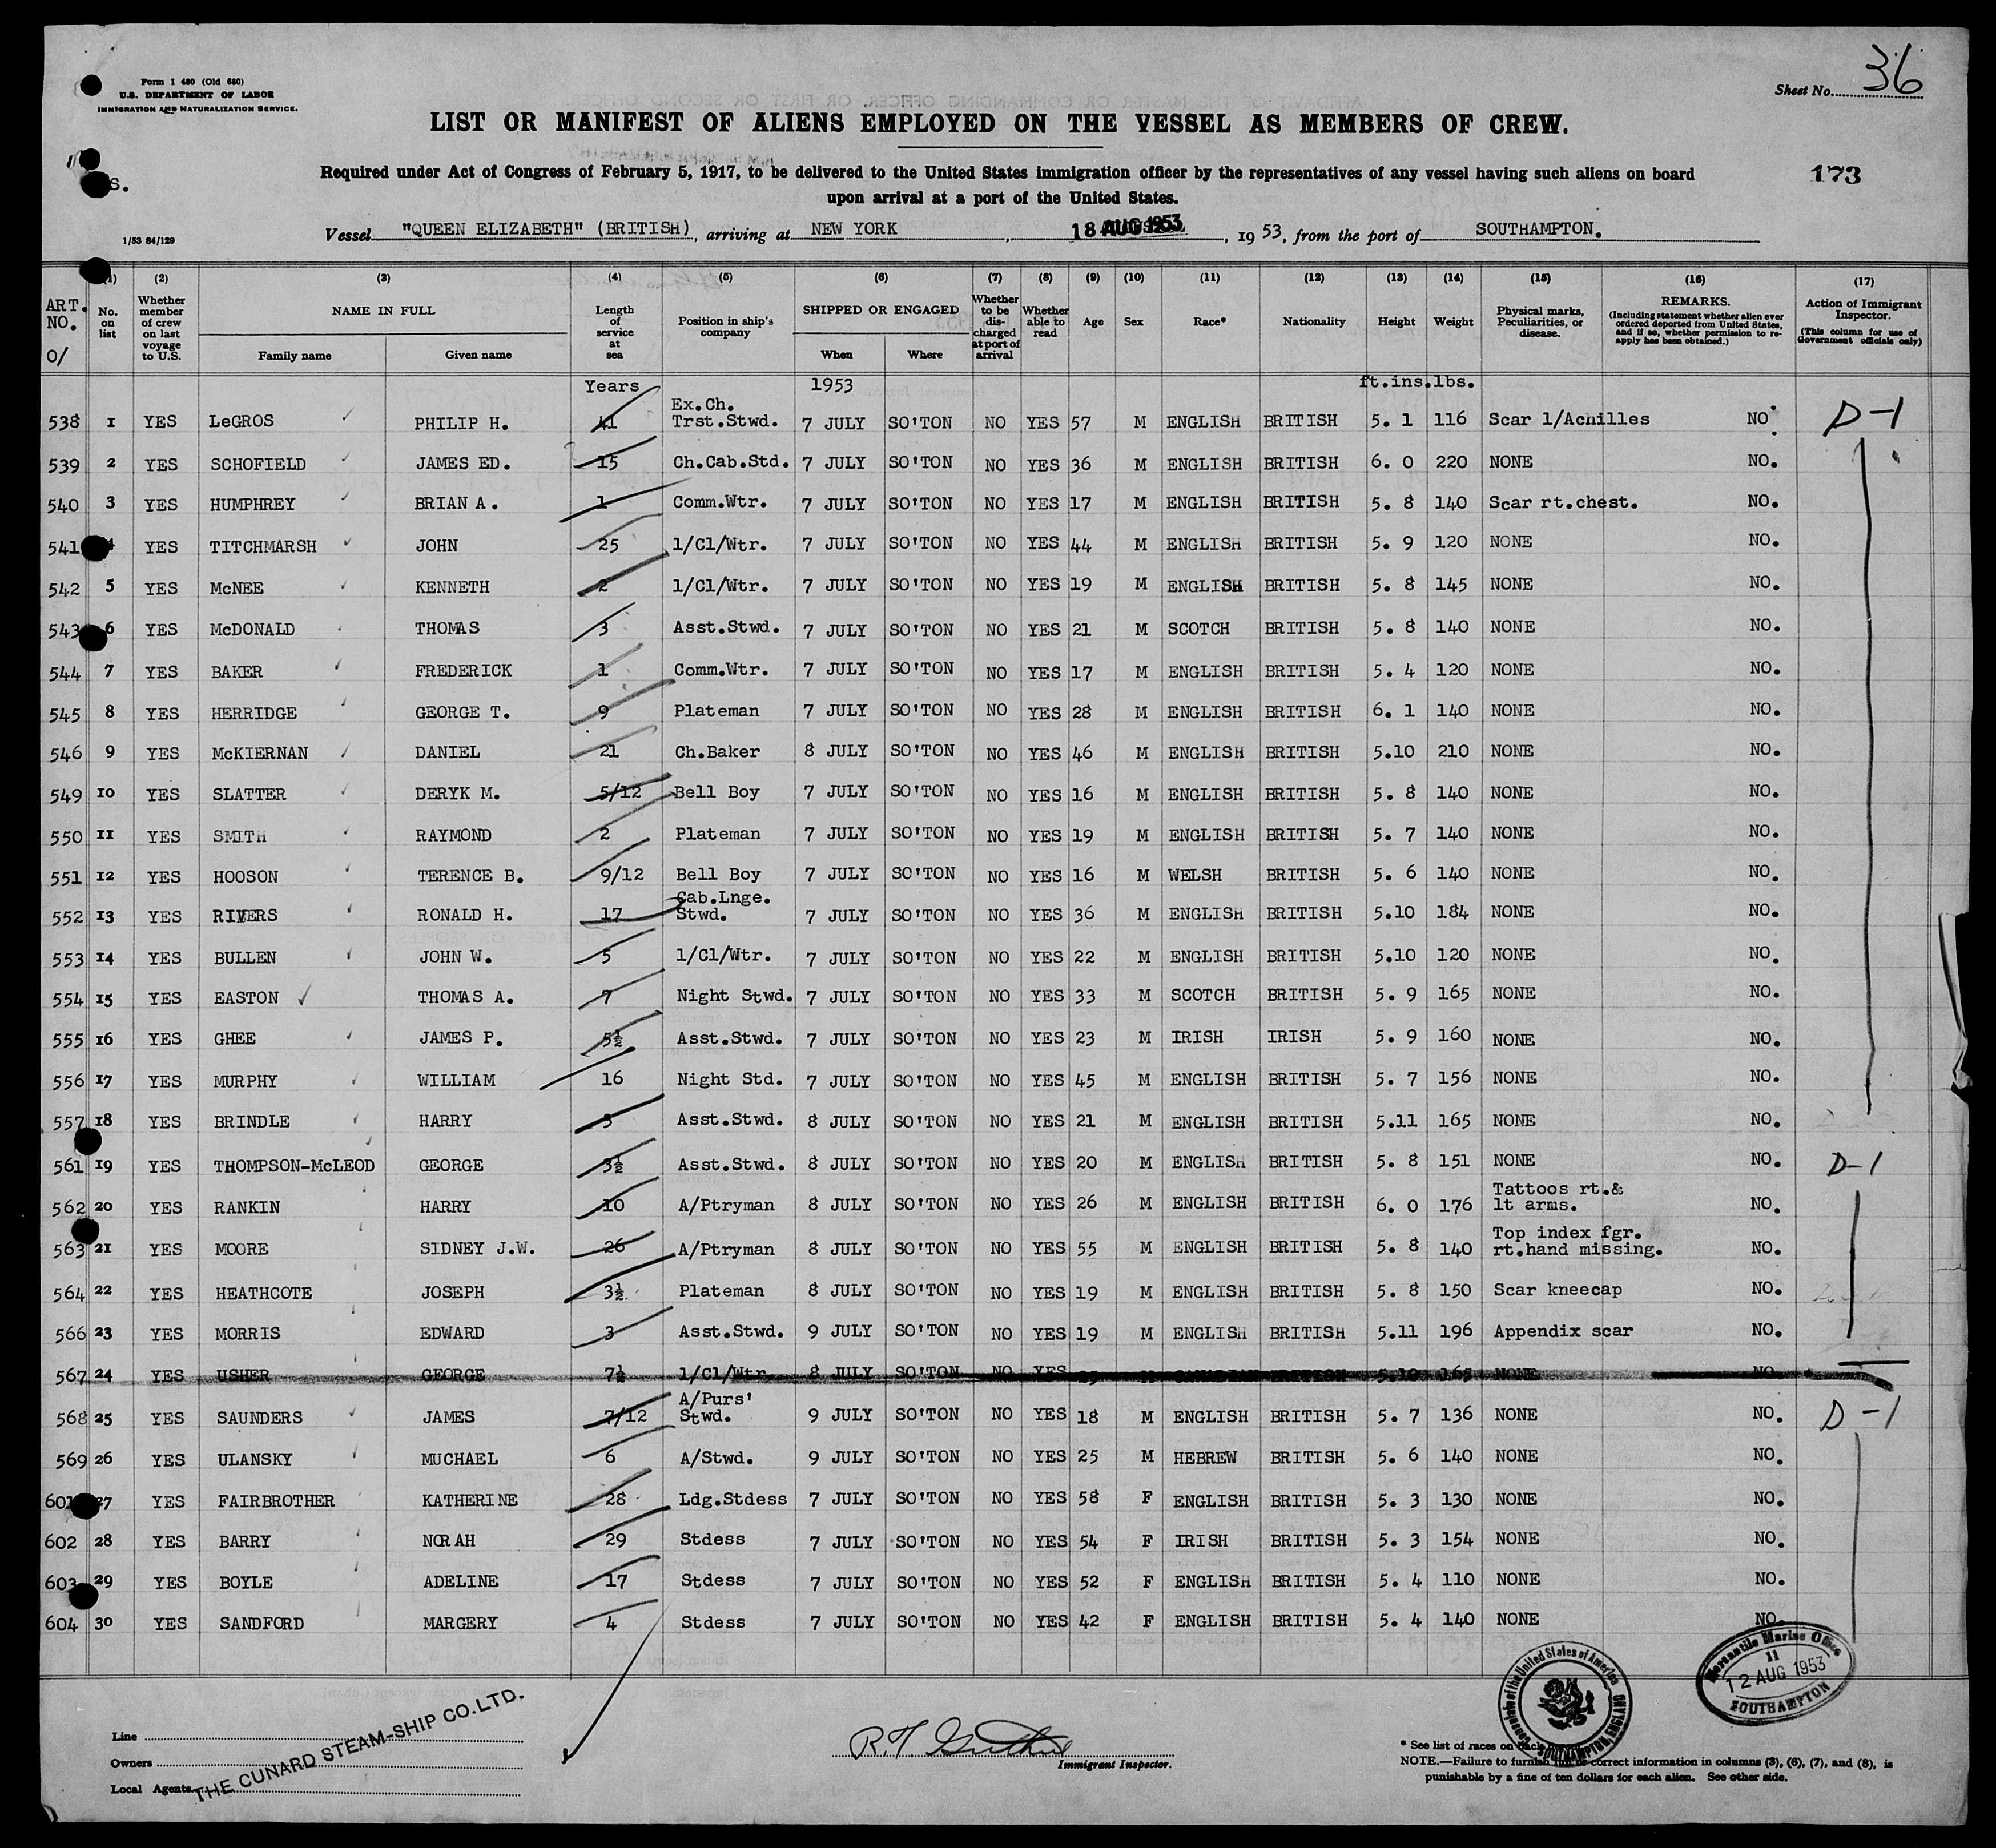 Form I 480 (Old 680)
U.S. DEPARTMENT OF LABOR
IMMIGRATION AND NATURALIZATION SERVICE.
Sheet No. 36
LIST OR MANIFEST OF ALIENS EMPLOYED ON THE VESSEL AS MEMBERS OF CREW.
Required under Act of Congress of February 5, 1917, to be delivered to the United States immigration officer by the representatives of any vessel having such aliens on board
upon arrival at a port of the United States.
173
s.
1/53 84/129
Vessel "QUEEN ELIZABETH" (BRITISH), arriving at NEW YORK, 18 AUG 1953, 19 53, from the port of SOUTHAMPTON.
ART. NO. (1) No. on list (2) Whether member of crew on last voyage to U.S. (3) NAME IN FULL Family name Given name (4) Length of service at sea (5) Position in ship's company (6) SHIPPED OR ENGAGED When Where (7) Whether to be discharged at port of arrival (8) Whether able to read (9) Age (10) Sex (11) Race* (12) Nationality (13) Height (14) Weight (15) Physical marks, Peculiarities, or disease. (16) REMARKS. (Including statement whether alien ever ordered deported from United States, and if so, whether permission to re-apply has been obtained.) (17) Action of Immigrant Inspector. (This column for use of Government officials only)
0/
Years 1953 ft.ins.lbs.
538 1 YES LeGROS PHILIP H. 41 Ex.Ch. Trst.Stwd. 7 JULY SO'TON NO YES 57 M ENGLISH BRITISH 5. 1 116 Scar l/Achilles NO. D-1
539 2 YES SCHOFIELD JAMES ED. 15 Ch.Cab.Std. 7 JULY SO'TON NO YES 36 M ENGLISH BRITISH 6. 0 220 NONE NO.
540 3 YES HUMPHREY BRIAN A. 1 Comm.Wtr. 7 JULY SO'TON NO YES 17 M ENGLISH BRITISH 5. 8 140 Scar rt.chest. NO.
541 4 YES TITCHMARSH JOHN 25 1/Cl/Wtr. 7 JULY SO'TON NO YES 44 M ENGLISH BRITISH 5. 9 120 NONE NO.
542 5 YES McNEE KENNETH 2 1/Cl/Wtr. 7 JULY SO'TON NO YES 19 M ENGLISH BRITISH 5. 8 145 NONE NO.
543 6 YES McDONALD THOMAS 3 Asst.Stwd. 7 JULY SO'TON NO YES 21 M SCOTCH BRITISH 5. 8 140 NONE NO.
544 7 YES BAKER FREDERICK 1 Comm.Wtr. 7 JULY SO'TON NO YES 17 M ENGLISH BRITISH 5. 4 120 NONE NO.
545 8 YES HERRIDGE GEORGE T. 9 Plateman 7 JULY SO'TON NO YES 28 M ENGLISH BRITISH 6. 1 140 NONE NO.
546 9 YES McKIERNAN DANIEL 21 Ch.Baker 8 JULY SO'TON NO YES 46 M ENGLISH BRITISH 5.10 210 NONE NO.
549 10 YES SLATTER DERYK M. 5/12 Bell Boy 7 JULY SO'TON NO YES 16 M ENGLISH BRITISH 5. 8 140 NONE NO.
550 11 YES SMITH RAYMOND 2 Plateman 7 JULY SO'TON NO YES 19 M ENGLISH BRITISH 5. 7 140 NONE NO.
551 12 YES HOOSON TERENCE B. 9/12 Bell Boy 7 JULY SO'TON NO YES 16 M WELSH BRITISH 5. 6 140 NONE NO.
552 13 YES RIVERS RONALD H. 17 Cab.Lnge. Stwd. 7 JULY SO'TON NO YES 36 M ENGLISH BRITISH 5.10 184 NONE NO.
553 14 YES BULLEN JOHN W. 5 1/Cl/Wtr. 7 JULY SO'TON NO YES 22 M ENGLISH BRITISH 5.10 120 NONE NO.
554 15 YES EASTON THOMAS A. 7 Night Stwd. 7 JULY SO'TON NO YES 33 M SCOTCH BRITISH 5. 9 165 NONE NO.
555 16 YES GHEE JAMES P. 5½ Asst.Stwd. 7 JULY SO'TON NO YES 23 M IRISH IRISH 5. 9 160 NONE NO.
556 17 YES MURPHY WILLIAM 16 Night Std. 7 JULY SO'TON NO YES 45 M ENGLISH BRITISH 5. 7 156 NONE NO.
557 18 YES BRINDLE HARRY 3 Asst.Stwd. 8 JULY SO'TON NO YES 21 M ENGLISH BRITISH 5.11 165 NONE NO.
561 19 YES THOMPSON-McLEOD GEORGE 3½ Asst.Stwd. 8 JULY SO'TON NO YES 20 M ENGLISH BRITISH 5. 8 151 NONE NO. D-1
562 20 YES RANKIN HARRY 10 A/Ptryman 8 JULY SO'TON NO YES 26 M ENGLISH BRITISH 6. 0 176 Tattoos rt.& lt arms. NO.
563 21 YES MOORE SIDNEY J.W. 26 A/Ptryman 8 JULY SO'TON NO YES 55 M ENGLISH BRITISH 5. 8 140 Top index fgr. rt.hand missing. NO.
564 22 YES HEATHCOTE JOSEPH 3½ Plateman 8 JULY SO'TON NO YES 19 M ENGLISH BRITISH 5. 8 150 Scar kneecap NO.
566 23 YES MORRIS EDWARD 3 Asst.Stwd. 9 JULY SO'TON NO YES 19 M ENGLISH BRITISH 5.11 196 Appendix scar NO.
567 24 YES USHER GEORGE 7½ 1/Cl/Wtr. 8 JULY SO'TON NO YES M CANADIAN BRITISH 5.10 165 NONE NO.
568 25 YES SAUNDERS JAMES 7/12 A/Purs' Stwd. 9 JULY SO'TON NO YES 18 M ENGLISH BRITISH 5. 7 136 NONE NO. D-1
569 26 YES ULANSKY MUCHAEL 6 A/Stwd. 9 JULY SO'TON NO YES 25 M HEBREW BRITISH 5. 6 140 NONE NO.
601 27 YES FAIRBROTHER KATHERINE 28 Ldg.Stdess 7 JULY SO'TON NO YES 58 F ENGLISH BRITISH 5. 3 130 NONE NO.
602 28 YES BARRY NORAH 29 Stdess 7 JULY SO'TON NO YES 54 F IRISH BRITISH 5. 3 154 NONE NO.
603 29 YES BOYLE ADELINE 17 Stdess 7 JULY SO'TON NO YES 52 F ENGLISH BRITISH 5. 4 110 NONE NO.
604 30 YES SANDFORD MARGERY 4 Stdess 7 JULY SO'TON NO YES 42 F ENGLISH BRITISH 5. 4 140 NONE NO.
Mercantile Marine Office
11
12 AUG 1953
SOUTHAMPTON
Consulate of the United States of America
SOUTHAMPTON, ENGLAND
Line
Owners
Local Agents
THE CUNARD STEAM-SHIP CO. LTD.
Immigrant Inspector.
* See list of races on back
NOTE.—Failure to furnish correct information in columns (3), (6), (7), and (8), is
punishable by a fine of ten dollars for each alien. See other side.